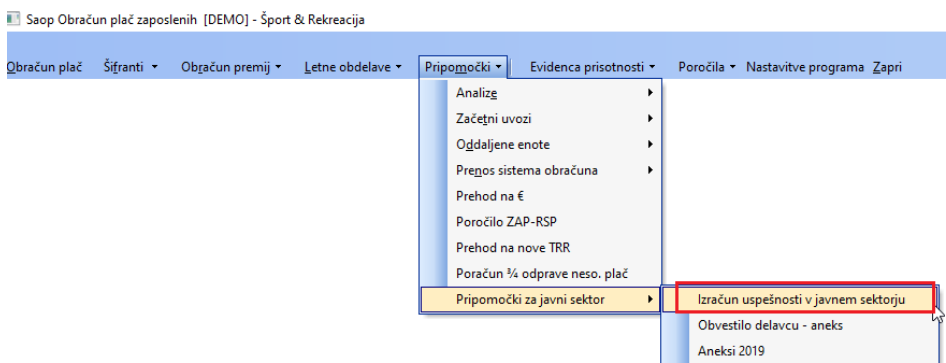 Saop Obračun plač zaposlenih [DEMO] - Šport & Rekreacija
Obračun plač Šifranti Obračun premij Letne obdelave Pripomočki Evidenca prisotnosti Poročila Nastavitve programa Zapri
Analize
Začetni uvozi
Oddaljene enote
Prenos sistema obračuna
Prehod na €
Poročilo ZAP-RSP
Prehod na nove TRR
Poračun ¾ odprave neso. plač
Pripomočki za javni sektor
Izračun uspešnosti v javnem sektorju
Obvestilo delavcu - aneks
Aneksi 2019